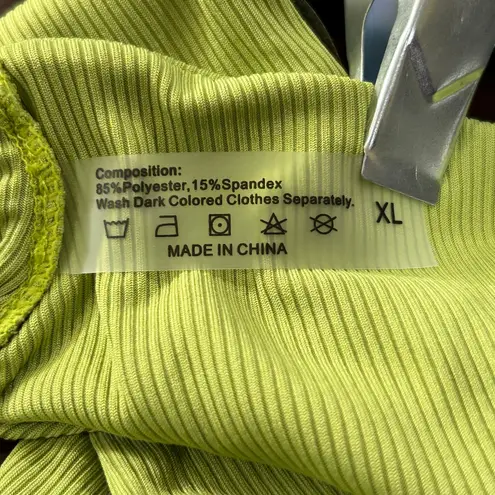 Composition:
85%Polyester,15%Spandex
Wash Dark Colored Clothes Separately.
XL
MADE IN CHINA